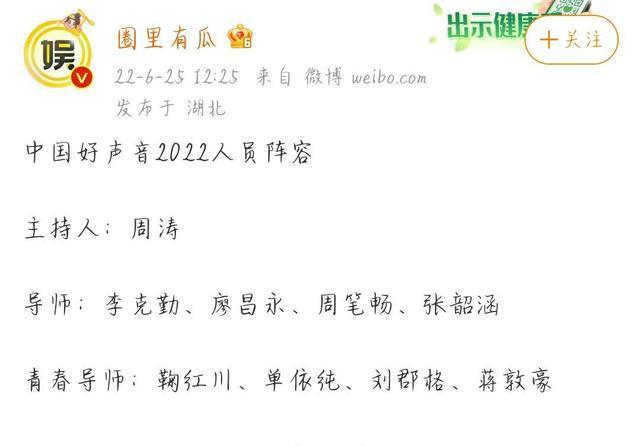 娱
圈里有瓜
出示健康
+关注
22-6-25 12:25 来自 微博 weibo.com
发布于 湖北
中国好声音2022人员阵容
主持人：周涛
导师：李克勤、廖昌永、周笔畅、张韶涵
青春导师：鞠红川、单依纯、刘郡格、蒋敦豪